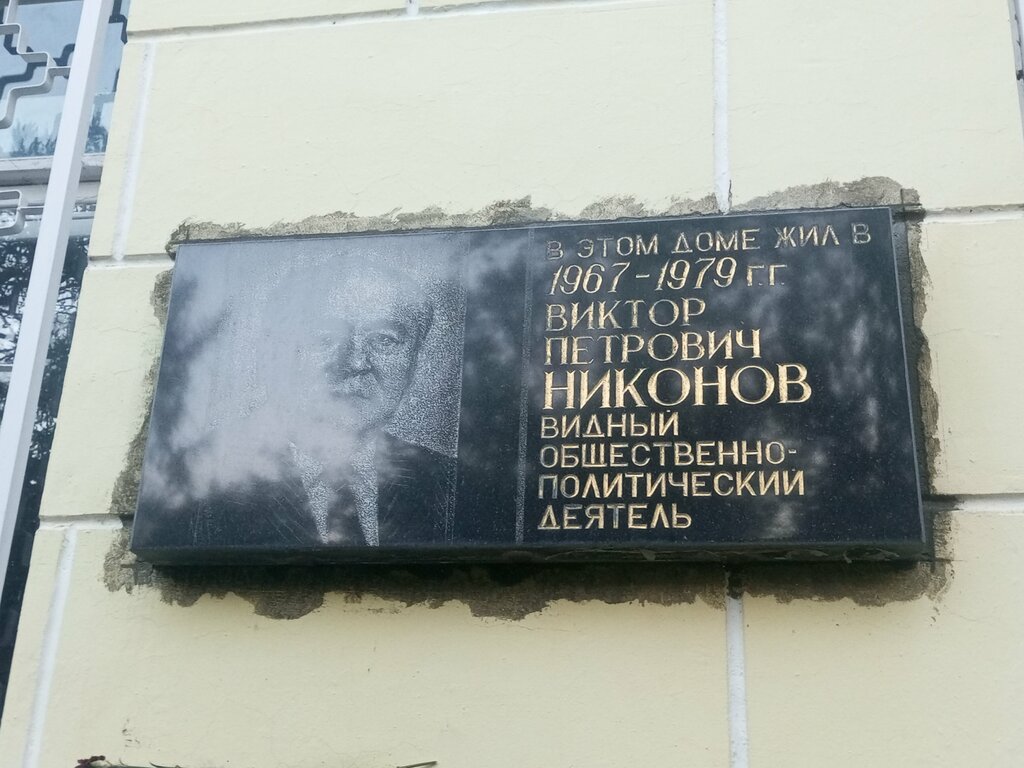 В ЭТОМ ДОМЕ ЖИЛ В
1967-1979 Г.Г.
ВИКТОР
ПЕТРОВИЧ
НИКОНОВ
ВИДНЫЙ
ОБЩЕСТВЕННО-
ПОЛИТИЧЕСКИЙ
ДЕЯТЕЛЬ